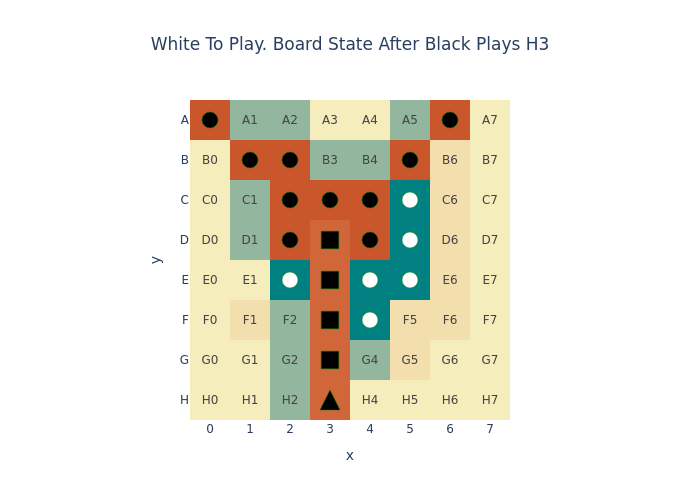 White To Play. Board State After Black Plays H3
A A1 A2 A3 A4 A5 A7
B B0 B3 B4 B6 B7
C C0 C1 C6 C7
D D0 D1 D6 D7
y
E E0 E1 E6 E7
F F0 F1 F2 F5 F6 F7
G G0 G1 G2 G4 G5 G6 G7
H H0 H1 H2 H4 H5 H6 H7
0 1 2 3 4 5 6 7
x